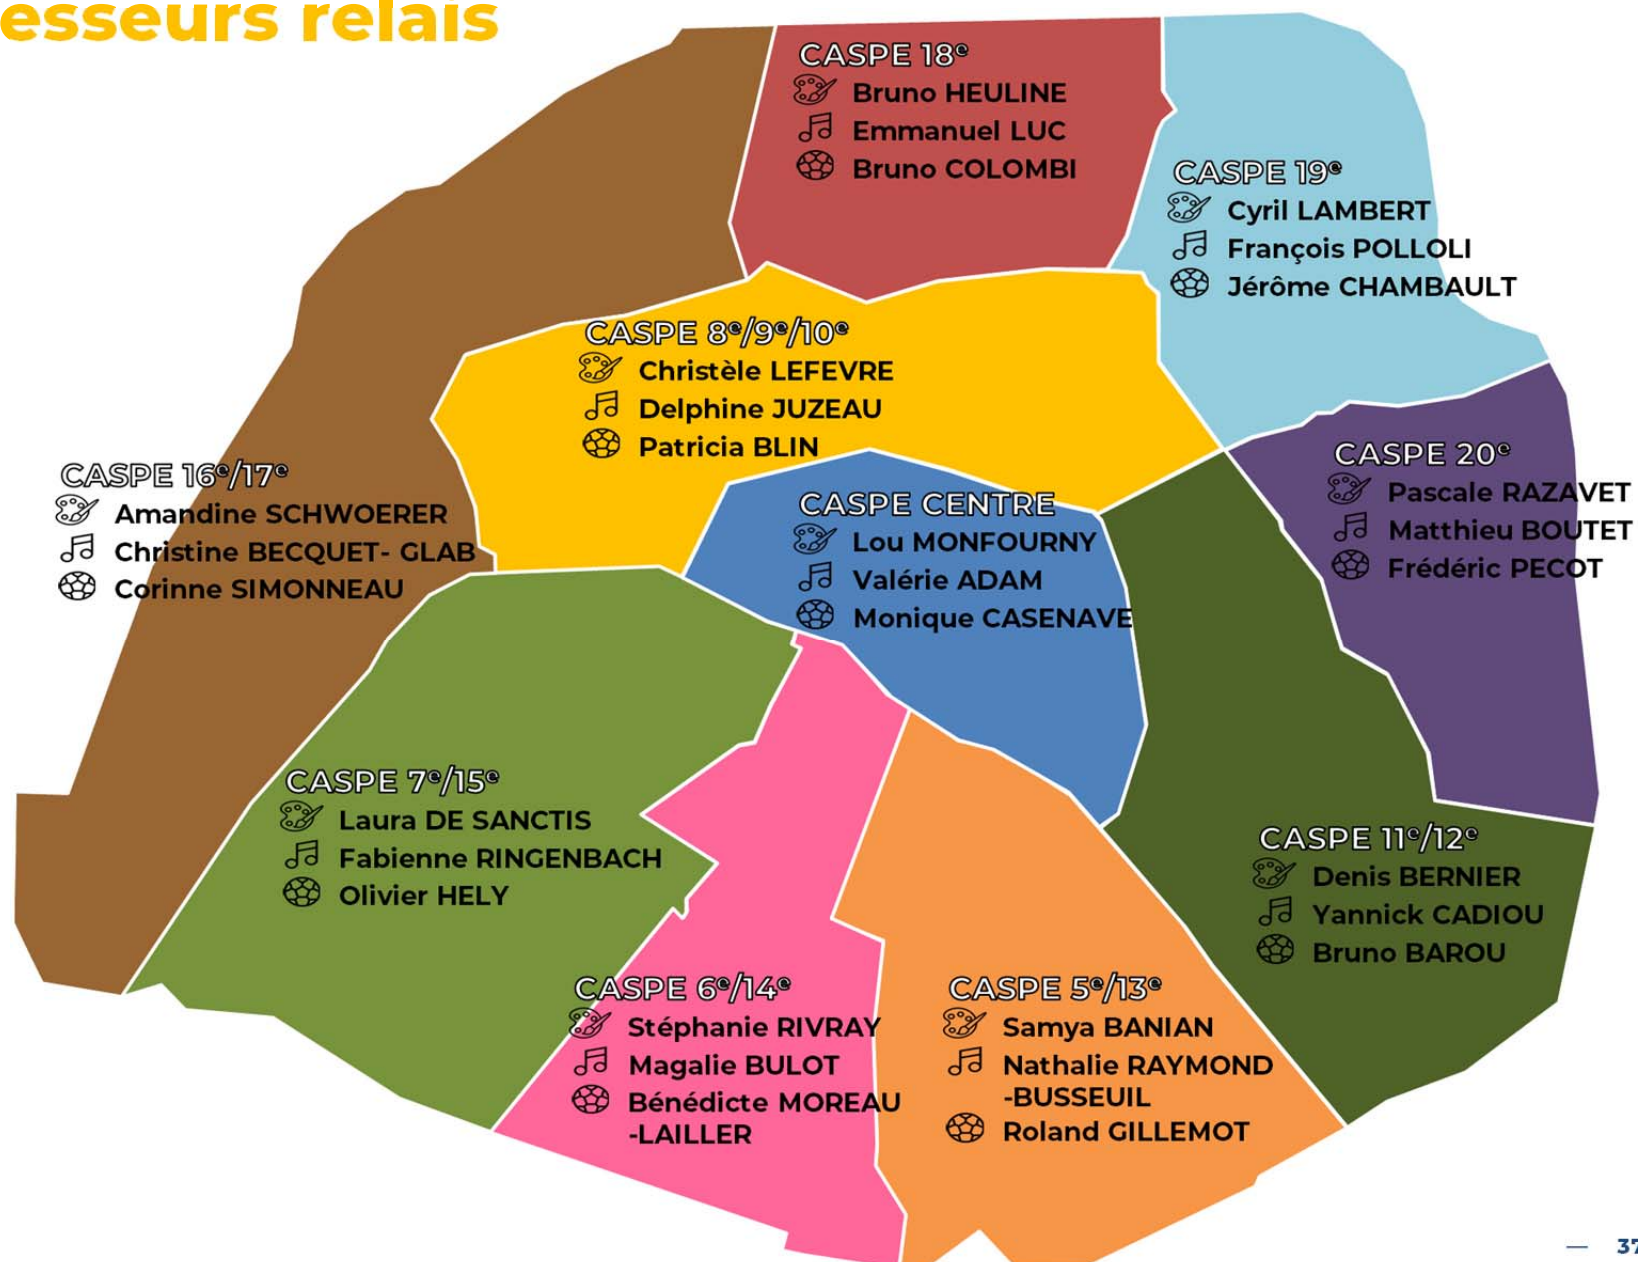 esseurs relais
CASPE 18e
Bruno HEULINE
Emmanuel LUC
Bruno COLOMBI
CASPE 19e
Cyril LAMBERT
François POLLOLI
Jérôme CHAMBAULT
CASPE 8e/9e/10e
Christèle LEFEVRE
Delphine JUZEAU
Patricia BLIN
CASPE 20e
Pascale RAZAVET
Matthieu BOUTET
Frédéric PECOT
CASPE 16e/17e
Amandine SCHWOERER
Christine BECQUET- GLAB
Corinne SIMONNEAU
CASPE CENTRE
Lou MONFOURNY
Valérie ADAM
Monique CASENAVE
CASPE 7e/15e
Laura DE SANCTIS
Fabienne RINGENBACH
Olivier HELY
CASPE 11e/12e
Denis BERNIER
Yannick CADIOU
Bruno BAROU
CASPE 6e/14e
Stéphanie RIVRAY
Magalie BULOT
Bénédicte MOREAU
-LAILLER
CASPE 5e/13e
Samya BANIAN
Nathalie RAYMOND
-BUSSEUIL
Roland GILLEMOT
— 37